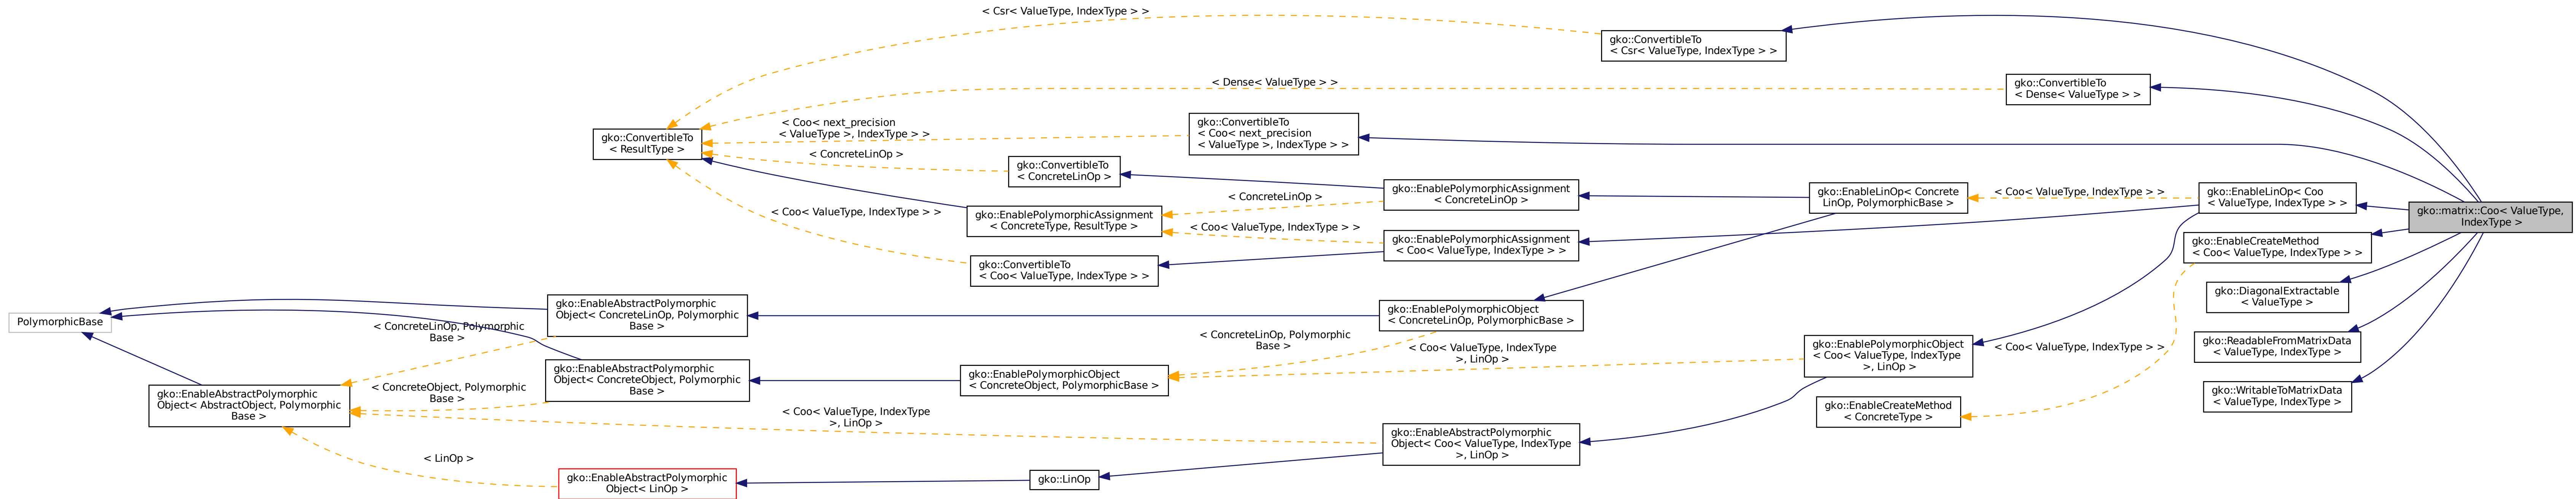 < Csr< ValueType, IndexType > >
gko::ConvertibleTo
< Csr< ValueType, IndexType > >
< Dense< ValueType > >
gko::ConvertibleTo
< Dense< ValueType > >
gko::ConvertibleTo
< ResultType >
< Coo< next_precision
< ValueType >, IndexType > >
gko::ConvertibleTo
< Coo< next_precision
< ValueType >, IndexType > >
< ConcreteLinOp >
gko::ConvertibleTo
< ConcreteLinOp >
gko::EnablePolymorphicAssignment
< ConcreteLinOp >
gko::EnableLinOp< Concrete
LinOp, PolymorphicBase >
< Coo< ValueType, IndexType > >
gko::EnableLinOp< Coo
< ValueType, IndexType > >
gko::matrix::Coo< ValueType,
IndexType >
< Coo< ValueType, IndexType > >
gko::EnablePolymorphicAssignment
< ConcreteType, ResultType >
< ConcreteLinOp >
< Coo< ValueType, IndexType > >
gko::EnablePolymorphicAssignment
< Coo< ValueType, IndexType > >
gko::EnableCreateMethod
< Coo< ValueType, IndexType > >
gko::ConvertibleTo
< Coo< ValueType, IndexType > >
gko::DiagonalExtractable
< ValueType >
PolymorphicBase
gko::EnableAbstractPolymorphic
Object< ConcreteLinOp, Polymorphic
Base >
gko::EnablePolymorphicObject
< ConcreteLinOp, PolymorphicBase >
< ConcreteLinOp, Polymorphic
Base >
< ConcreteLinOp, Polymorphic
Base >
< Coo< ValueType, IndexType
>, LinOp >
gko::EnablePolymorphicObject
< Coo< ValueType, IndexType
>, LinOp >
< Coo< ValueType, IndexType > >
gko::ReadableFromMatrixData
< ValueType, IndexType >
gko::EnableAbstractPolymorphic
Object< AbstractObject, Polymorphic
Base >
< ConcreteObject, Polymorphic
Base >
gko::EnableAbstractPolymorphic
Object< ConcreteObject, Polymorphic
Base >
gko::EnablePolymorphicObject
< ConcreteObject, PolymorphicBase >
gko::WritableToMatrixData
< ValueType, IndexType >
gko::EnableCreateMethod
< ConcreteType >
< Coo< ValueType, IndexType
>, LinOp >
gko::EnableAbstractPolymorphic
Object< Coo< ValueType, IndexType
>, LinOp >
< LinOp >
gko::EnableAbstractPolymorphic
Object< LinOp >
gko::LinOp